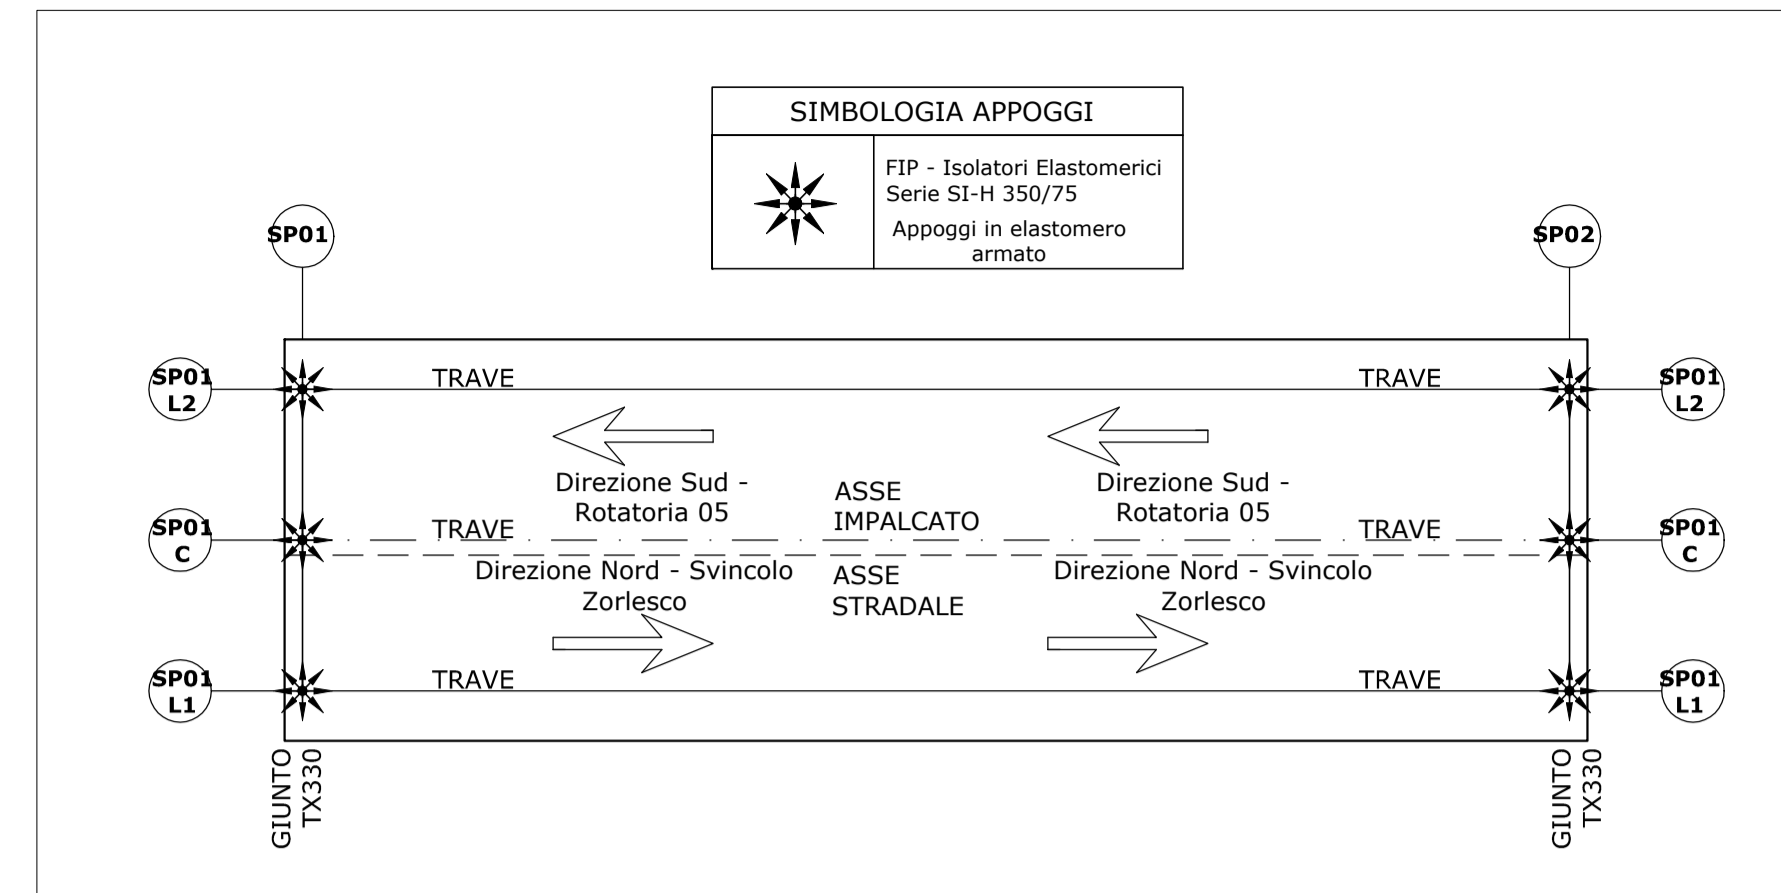 SIMBOLOGIA APPOGGI
FIP - Isolatori Elastomerici
Serie SI-H 350/75
Appoggi in elastomero
armato
SP01
SP02
SP01
L2
TRAVE
TRAVE
SP01
L2
Direzione Sud -
Rotatoria 05
ASSE
IMPALCATO
Direzione Sud -
Rotatoria 05
SP01
C
TRAVE
TRAVE
SP01
C
Direzione Nord - Svincolo
Zorlesco
ASSE
STRADALE
Direzione Nord - Svincolo
Zorlesco
SP01
L1
TRAVE
TRAVE
SP01
L1
GIUNTO
TX330
GIUNTO
TX330